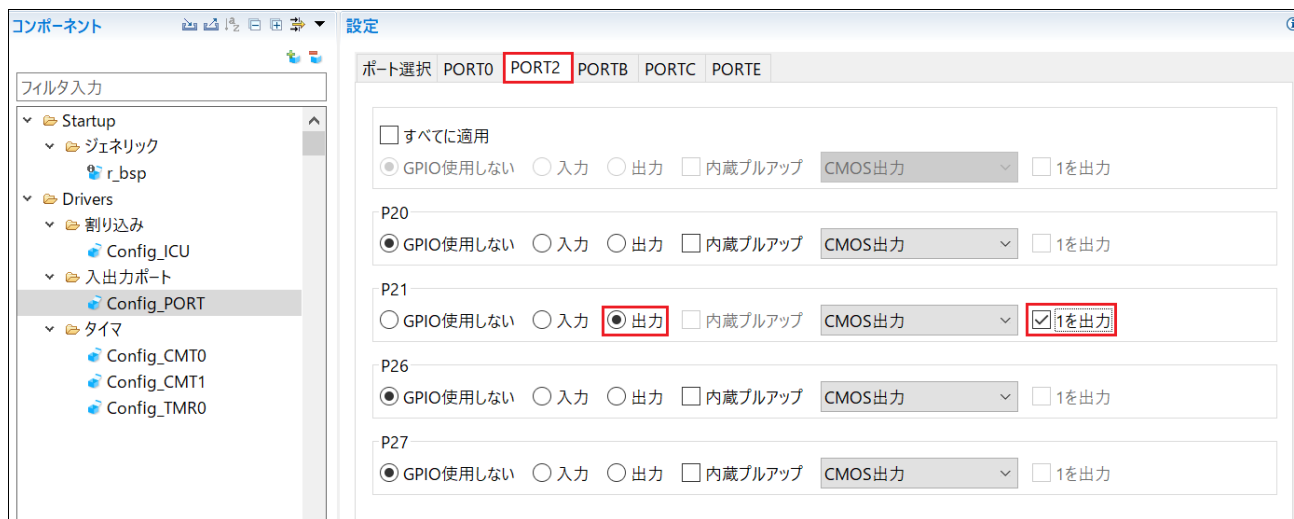 コンポーネント
設定
ポート選択 PORT0 PORT2 PORTB PORTC PORTE
フィルタ入力
Startup
ジェネリック
r_bsp
Drivers
割り込み
Config_ICU
入出力ポート
Config_PORT
タイマ
Config_CMT0
Config_CMT1
Config_TMR0
すべてに適用
GPIO使用しない 入力 出力 内蔵プルアップ CMOS出力 1を出力
P20
GPIO使用しない 入力 出力 内蔵プルアップ CMOS出力 1を出力
P21
GPIO使用しない 入力 出力 内蔵プルアップ CMOS出力 1を出力
P26
GPIO使用しない 入力 出力 内蔵プルアップ CMOS出力 1を出力
P27
GPIO使用しない 入力 出力 内蔵プルアップ CMOS出力 1を出力